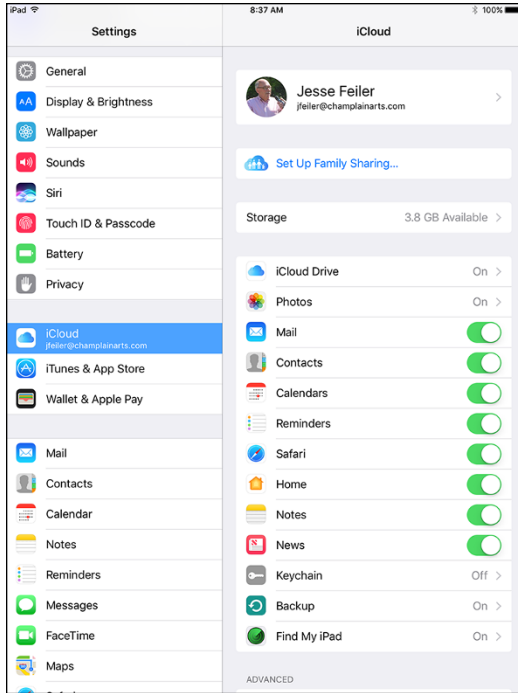 iPad
8:37 AM
100%
Settings
iCloud
General
Display & Brightness
Wallpaper
Sounds
Siri
Touch ID & Passcode
Battery
Privacy
iCloud
jfeiler@champlainarts.com
iTunes & App Store
Wallet & Apple Pay
Mail
Contacts
Calendar
Notes
Reminders
Messages
FaceTime
Maps
Jesse Feiler
jfeiler@champlainarts.com
Set Up Family Sharing...
Storage 3.8 GB Available
iCloud Drive On
Photos On
Mail
Contacts
Calendars
Reminders
Safari
Home
Notes
News
Keychain Off
Backup On
Find My iPad On
ADVANCED